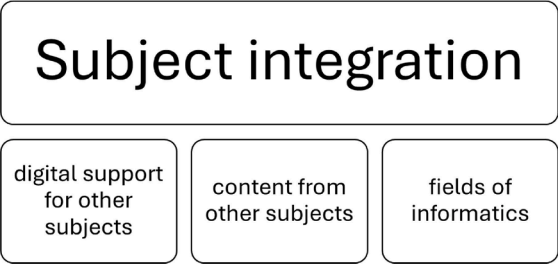 Subject integration
digital support
for other
subjects
content from
other subjects
fields of
informatics